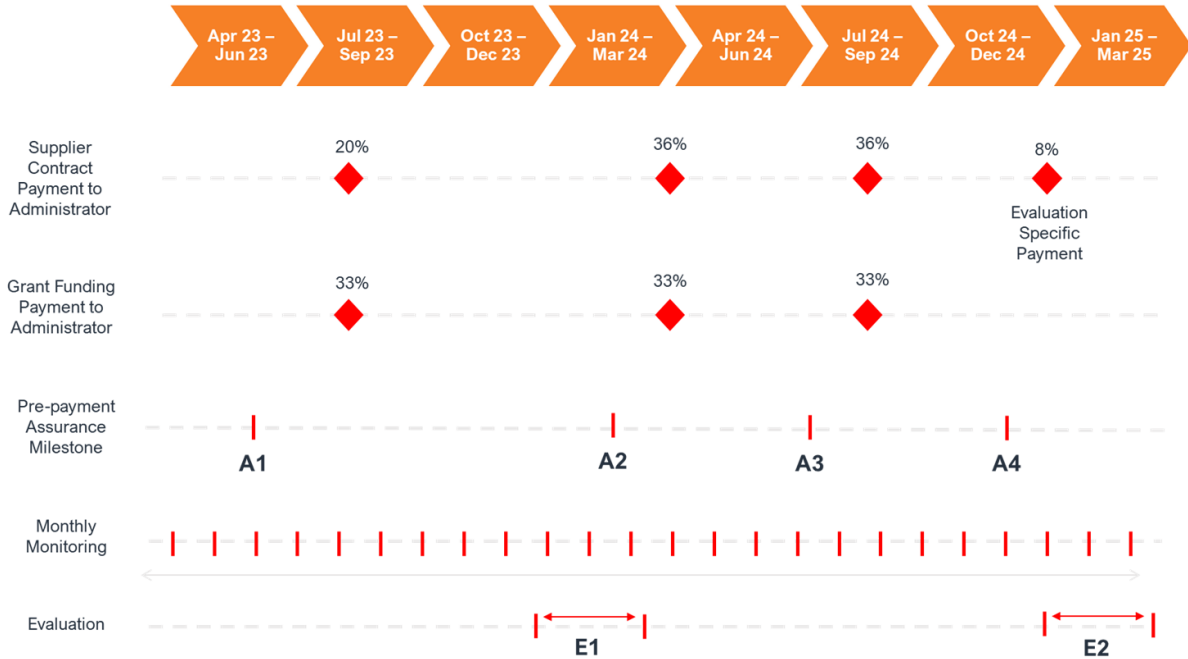 Apr 23 –
Jun 23
Jul 23 –
Sep 23
Oct 23 –
Dec 23
Jan 24 –
Mar 24
Apr 24 –
Jun 24
Jul 24 –
Sep 24
Oct 24 –
Dec 24
Jan 25 –
Mar 25
Supplier
Contract
Payment to
Administrator
20%
36%
36%
8%
Evaluation
Specific
Payment
Grant Funding
Payment to
Administrator
33%
33%
33%
Pre-payment
Assurance
Milestone
A1
A2
A3
A4
Monthly
Monitoring
Evaluation
E1
E2